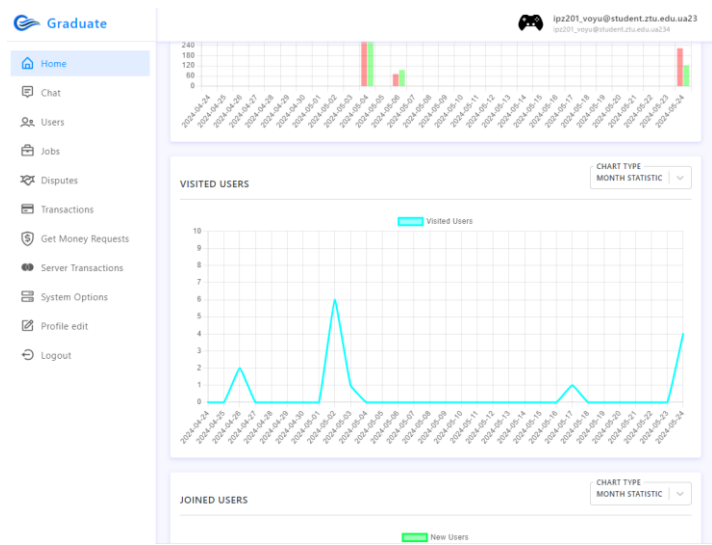 Graduate
ipz201_voyu@student.ztu.edu.ua23
ipz201_voyu@student.ztu.edu.ua234
Home
Chat
Users
Jobs
Disputes
Transactions
Get Money Requests
Server Transactions
System Options
Profile edit
Logout
240
180
120
60
0
2024-04-24 2024-04-25 2024-04-26 2024-04-27 2024-04-28 2024-04-29 2024-04-30 2024-05-01 2024-05-02 2024-05-03 2024-05-04 2024-05-05 2024-05-06 2024-05-07 2024-05-08 2024-05-09 2024-05-10 2024-05-11 2024-05-12 2024-05-13 2024-05-14 2024-05-15 2024-05-16 2024-05-17 2024-05-18 2024-05-19 2024-05-20 2024-05-21 2024-05-22 2024-05-23 2024-05-24
VISITED USERS
CHART TYPE
MONTH STATISTIC
Visited Users
10
9
8
7
6
5
4
3
2
1
0
2024-04-24 2024-04-25 2024-04-26 2024-04-27 2024-04-28 2024-04-29 2024-04-30 2024-05-01 2024-05-02 2024-05-03 2024-05-04 2024-05-05 2024-05-06 2024-05-07 2024-05-08 2024-05-09 2024-05-10 2024-05-11 2024-05-12 2024-05-13 2024-05-14 2024-05-15 2024-05-16 2024-05-17 2024-05-18 2024-05-19 2024-05-20 2024-05-21 2024-05-22 2024-05-23 2024-05-24
JOINED USERS
CHART TYPE
MONTH STATISTIC
New Users